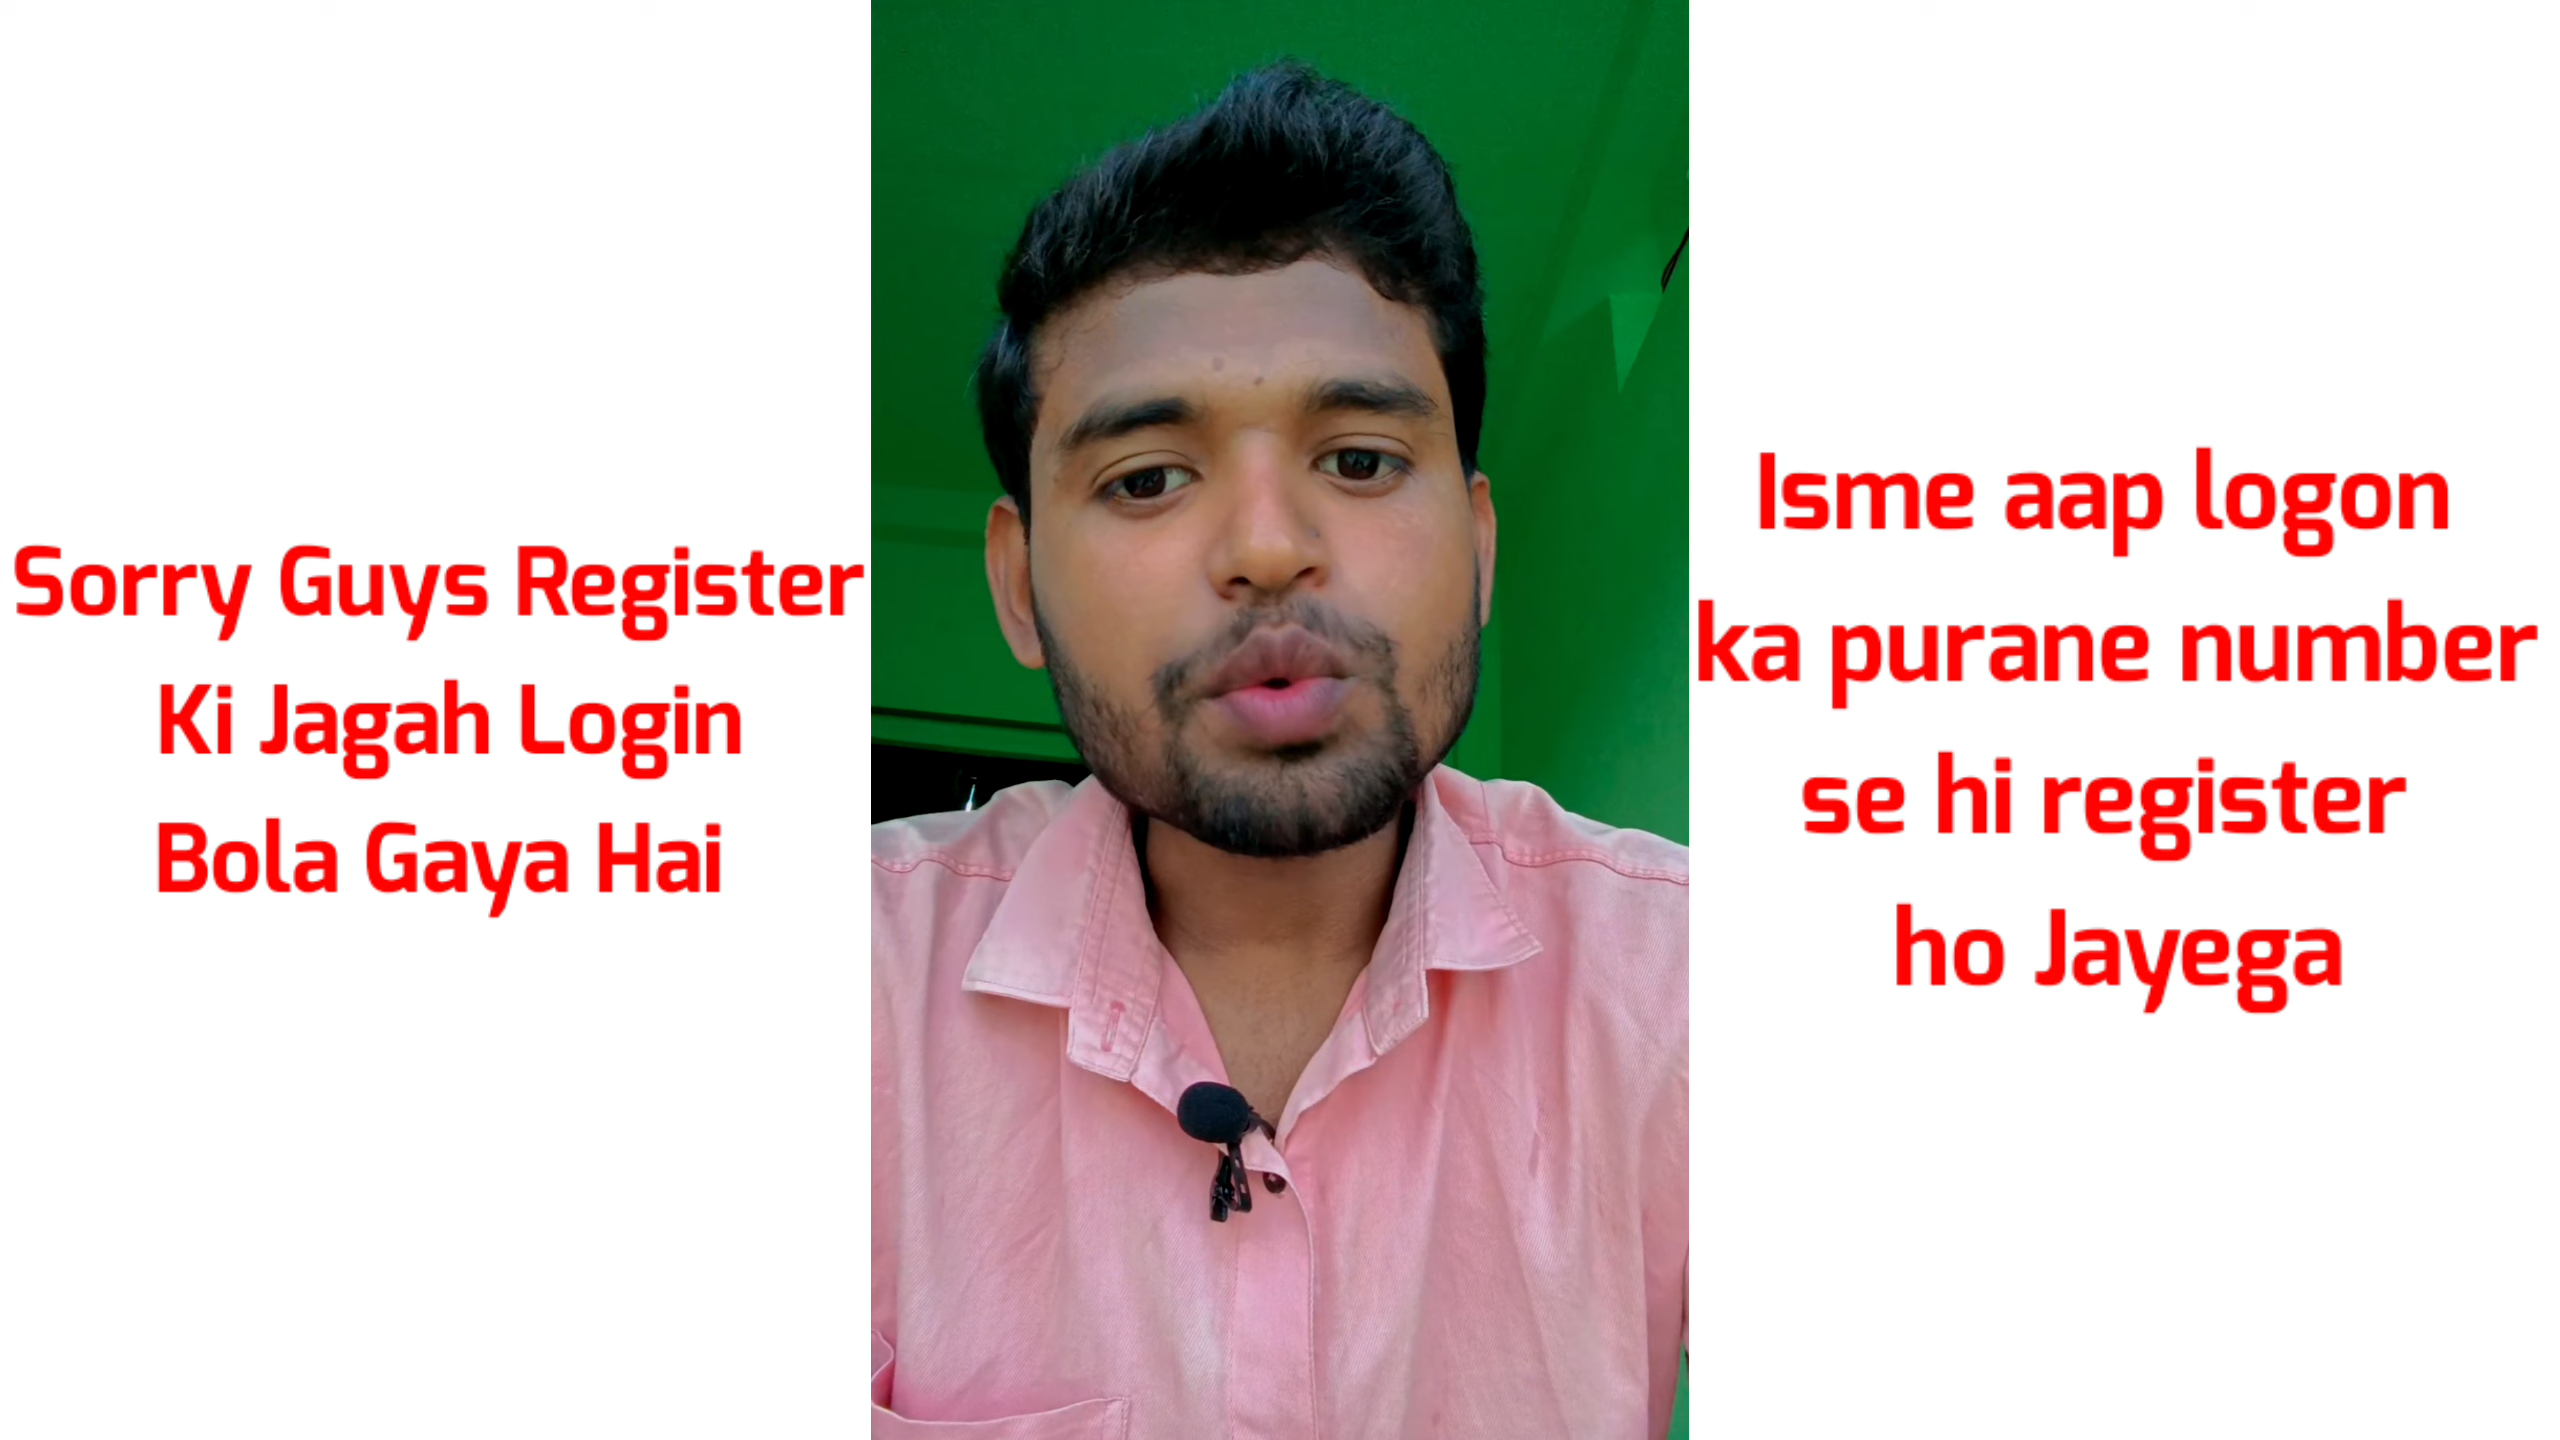 Sorry Guys Register
Ki Jagah Login
Bola Gaya Hai
Isme aap logon
ka purane number
se hi register
ho Jayega